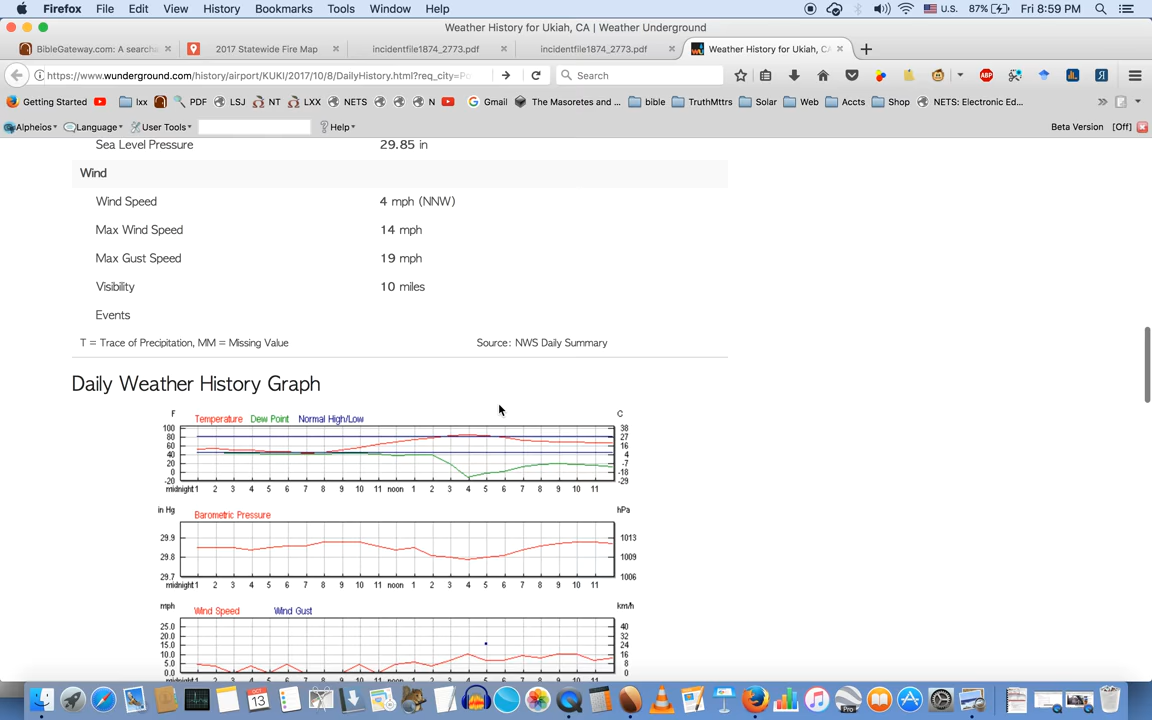 Firefox File Edit View History Bookmarks Tools Window Help U.S. 87% Fri 8:59 PM
Weather History for Ukiah, CA | Weather Underground
BibleGateway.com: A search 2017 Statewide Fire Map incidentfile1874_2773.pdf incidentfile1874_2773.pdf Weather History for Ukiah, CA
https://www.wunderground.com/history/airport/KUKI/2017/10/8/DailyHistory.html?req_city=Po Search ABP
Getting Started lxx PDF LSJ NT LXX NETS N Gmail The Masoretes and ... bible TruthMttrs Solar Web Accts Shop NETS: Electronic Ed...
Alpheios Language User Tools Help Beta Version [Off]
Sea Level Pressure 29.85 in
Wind
Wind Speed 4 mph (NNW)
Max Wind Speed 14 mph
Max Gust Speed 19 mph
Visibility 10 miles
Events
T = Trace of Precipitation, MM = Missing Value Source: NWS Daily Summary
Daily Weather History Graph
F Temperature Dew Point Normal High/Low C
100 38
80 27
60 16
40 4
20 -7
0 -18
-20 -29
midnight 1 2 3 4 5 6 7 8 9 10 11 noon 1 2 3 4 5 6 7 8 9 10 11
in Hg Barometric Pressure hPa
29.9 1013
29.8 1009
29.7 1006
midnight 1 2 3 4 5 6 7 8 9 10 11 noon 1 2 3 4 5 6 7 8 9 10 11
mph Wind Speed Wind Gust km/h
25.0 40
20.0 32
15.0 24
10.0 16
5.0 8
0.0 0
OCT
13
Pro